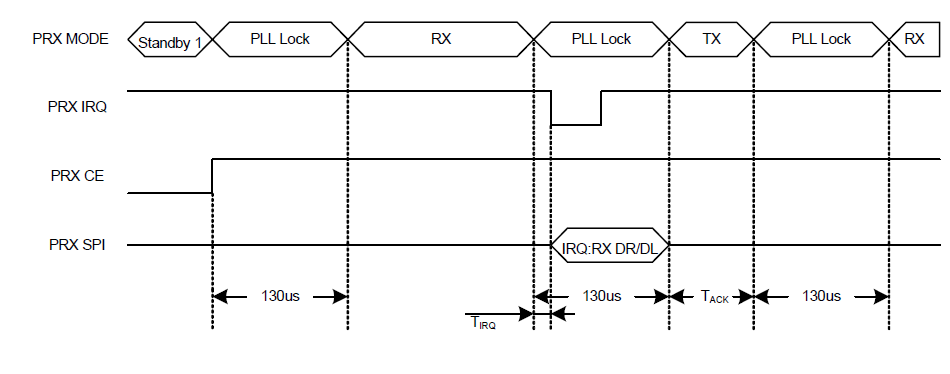 PRX MODE Standby 1 PLL Lock RX PLL Lock TX PLL Lock RX
PRX IRQ
PRX CE
PRX SPI IRQ:RX DR/DL
130us 130us TACK 130us
TIRQ